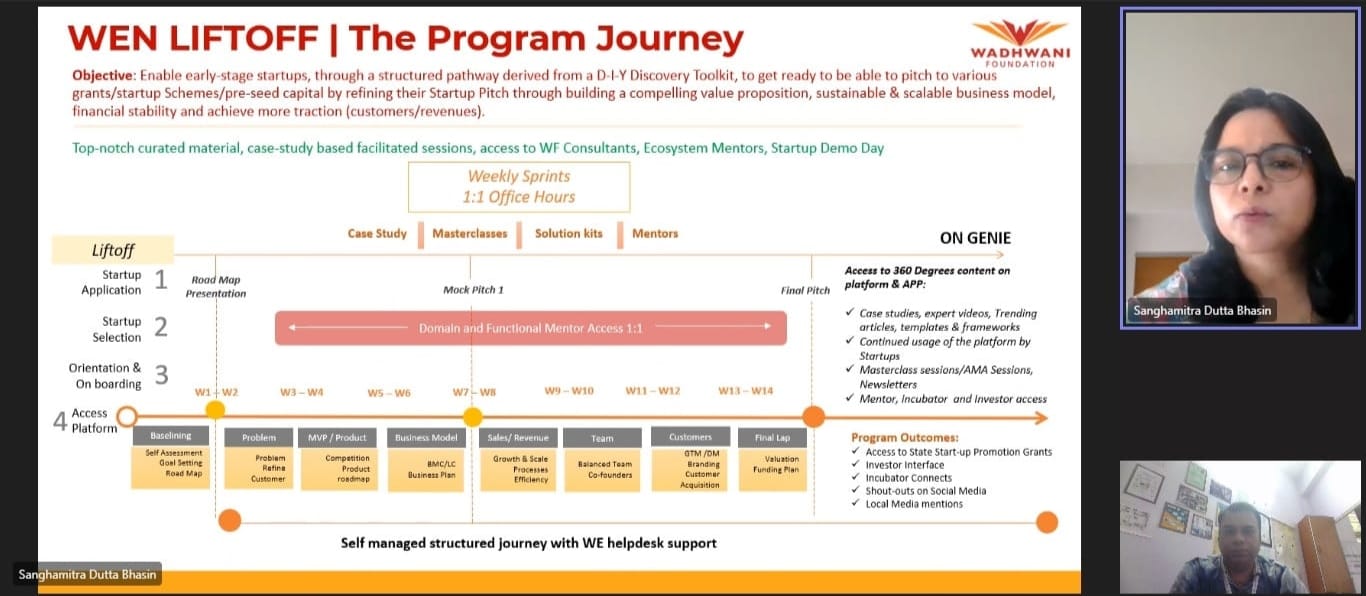 WEN LIFTOFF | The Program Journey
WADHWANI
FOUNDATION
Objective: Enable early-stage startups, through a structured pathway derived from a D-I-Y Discovery Toolkit, to get ready to be able to pitch to various
grants/startup Schemes/pre-seed capital by refining their Startup Pitch through building a compelling value proposition, sustainable & scalable business model,
financial stability and achieve more traction (customers/revenues).
Top-notch curated material, case-study based facilitated sessions, access to WF Consultants, Ecosystem Mentors, Startup Demo Day
Weekly Sprints
1:1 Office Hours
Case Study
Masterclasses
Solution kits
Mentors
Liftoff
Startup
Application
1
Startup
Selection
2
Orientation &
On boarding
3
4
Access
Platform
Road Map
Presentation
Mock Pitch 1
Final Pitch
Domain and Functional Mentor Access 1:1
W1 – W2
W3 – W4
W5 – W6
W7 – W8
W9 – W10
W11 – W12
W13 – W14
Baselining
Self Assessment
Goal Setting
Road Map
Problem
Problem
Refine
Customer
MVP / Product
Competition
Product
roadmap
Business Model
BMC/LC
Business Plan
Sales/ Revenue
Growth & Scale
Processes
Efficiency
Team
Balanced Team
Co-founders
Customers
GTM /DM
Branding
Customer
Acquisition
Final Lap
Valuation
Funding Plan
Self managed structured journey with WE helpdesk support
ON GENIE
Access to 360 Degrees content on
platform & APP:
✓ Case studies, expert videos, Trending
articles, templates & frameworks
✓ Continued usage of the platform by
Startups
✓ Masterclass sessions/AMA Sessions,
Newsletters
✓ Mentor, Incubator and Investor access
Program Outcomes:
✓ Access to State Start-up Promotion Grants
✓ Investor Interface
✓ Incubator Connects
✓ Shout-outs on Social Media
✓ Local Media mentions
Sanghamitra Dutta Bhasin
Sanghamitra Dutta Bhasin